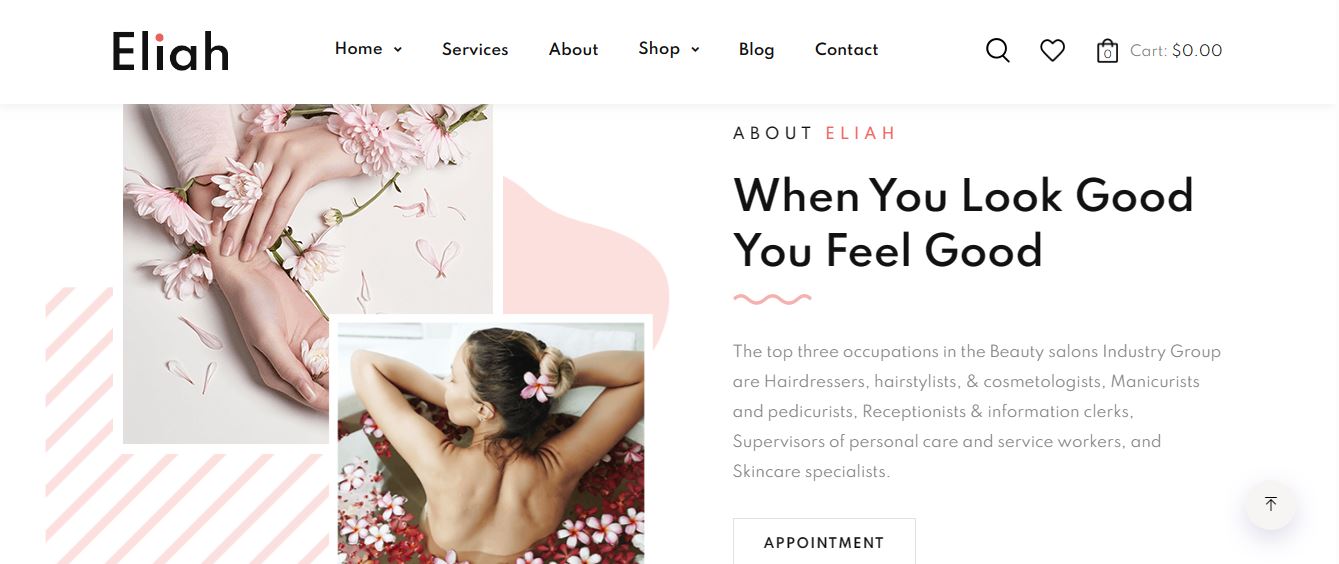 Eliah
Home
Services
About
Shop
Blog
Contact
0
Cart: $0.00
ABOUT ELIAH
When You Look Good
You Feel Good
The top three occupations in the Beauty salons Industry Group
are Hairdressers, hairstylists, & cosmetologists, Manicurists
and pedicurists, Receptionists & information clerks,
Supervisors of personal care and service workers, and
Skincare specialists.
APPOINTMENT